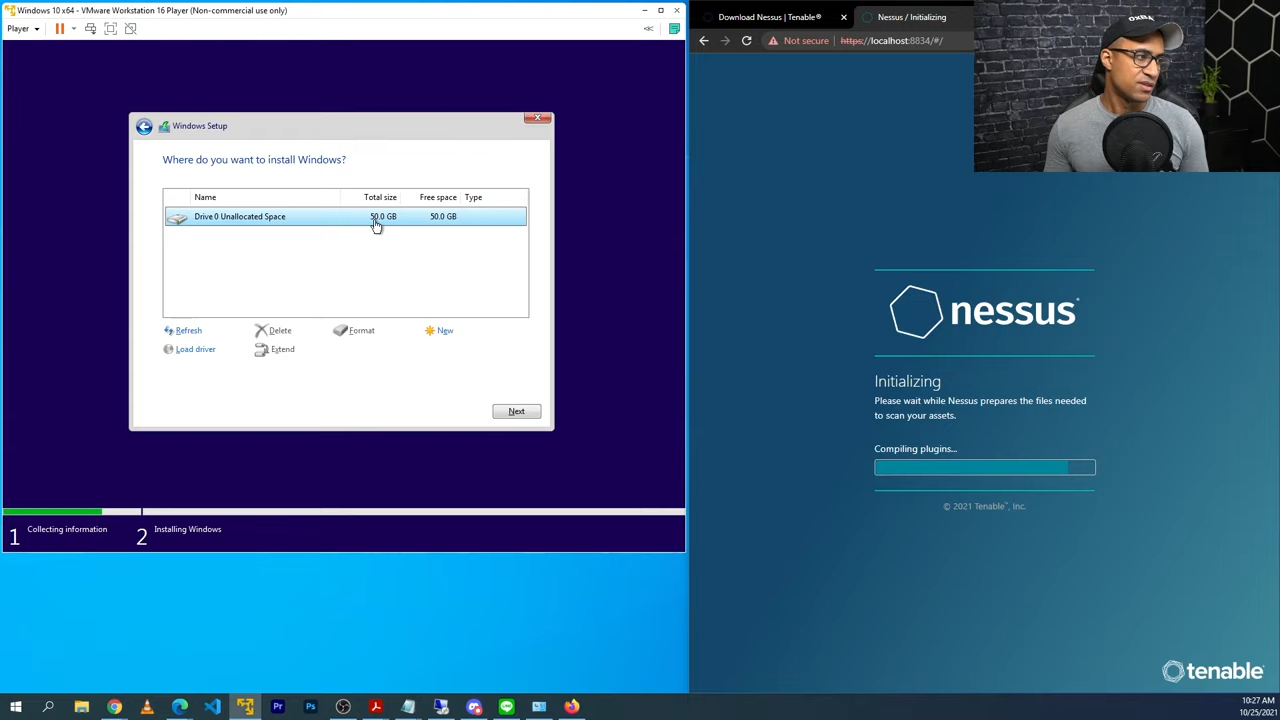 Windows 10 x64 - VMware Workstation 16 Player (Non-commercial use only)
Player
Windows Setup
Where do you want to install Windows?
Name Total size Free space Type
Drive 0 Unallocated Space 50.0 GB 50.0 GB
Refresh Delete Format New
Load driver Extend
Next
1 Collecting information 2 Installing Windows
Download Nessus | Tenable® Nessus / Initializing
Not secure https://localhost:8834/#/
nessus
Initializing
Please wait while Nessus prepares the files needed
to scan your assets.
Compiling plugins...
© 2021 Tenable™, Inc.
tenable
10:27 AM
10/25/2021